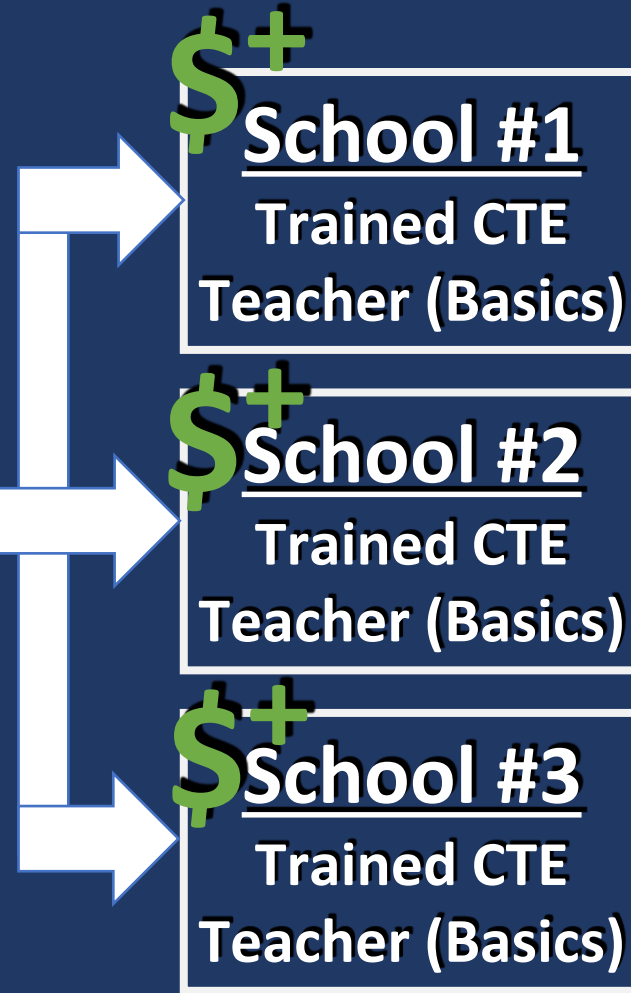 $+
School #1
Trained CTE
Teacher (Basics)
$+
School #2
Trained CTE
Teacher (Basics)
$+
School #3
Trained CTE
Teacher (Basics)